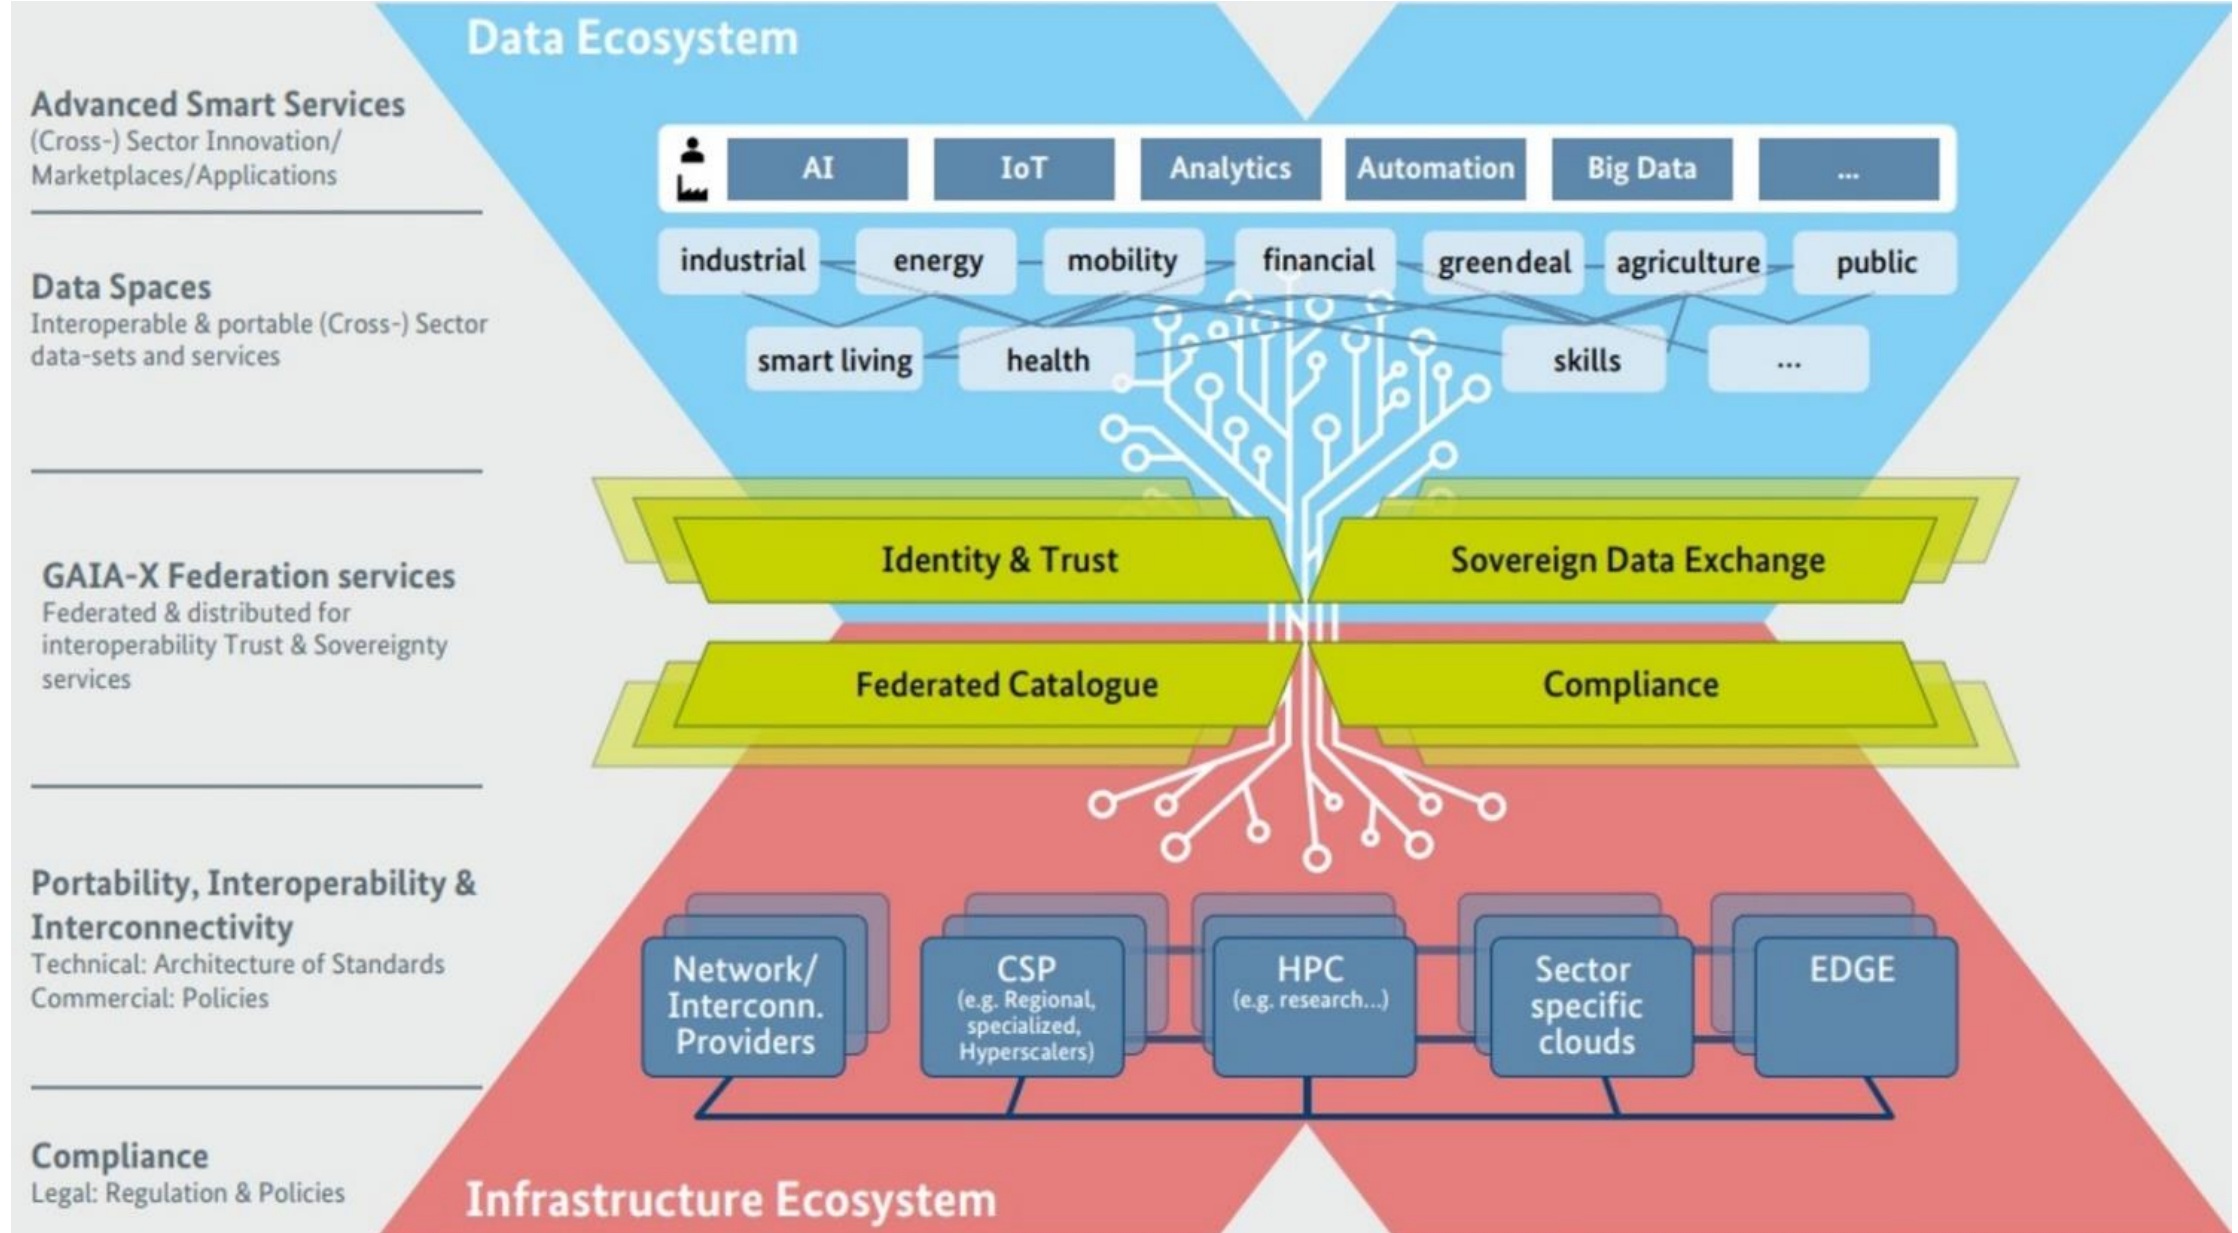 Data Ecosystem
Advanced Smart Services
(Cross-) Sector Innovation/
Marketplaces/Applications
AI
IoT
Analytics
Automation
Big Data
...
Data Spaces
Interoperable & portable (Cross-) Sector
data-sets and services
industrial
energy
mobility
financial
green deal
agriculture
public
smart living
health
skills
...
GAIA-X Federation services
Federated & distributed for
interoperability Trust & Sovereignty
services
Identity & Trust
Sovereign Data Exchange
Federated Catalogue
Compliance
Portability, Interoperability &
Interconnectivity
Technical: Architecture of Standards
Commercial: Policies
Network/
Interconn.
Providers
CSP
(e.g. Regional,
specialized,
Hyperscalers)
HPC
(e.g. research...)
Sector
specific
clouds
EDGE
Compliance
Legal: Regulation & Policies
Infrastructure Ecosystem